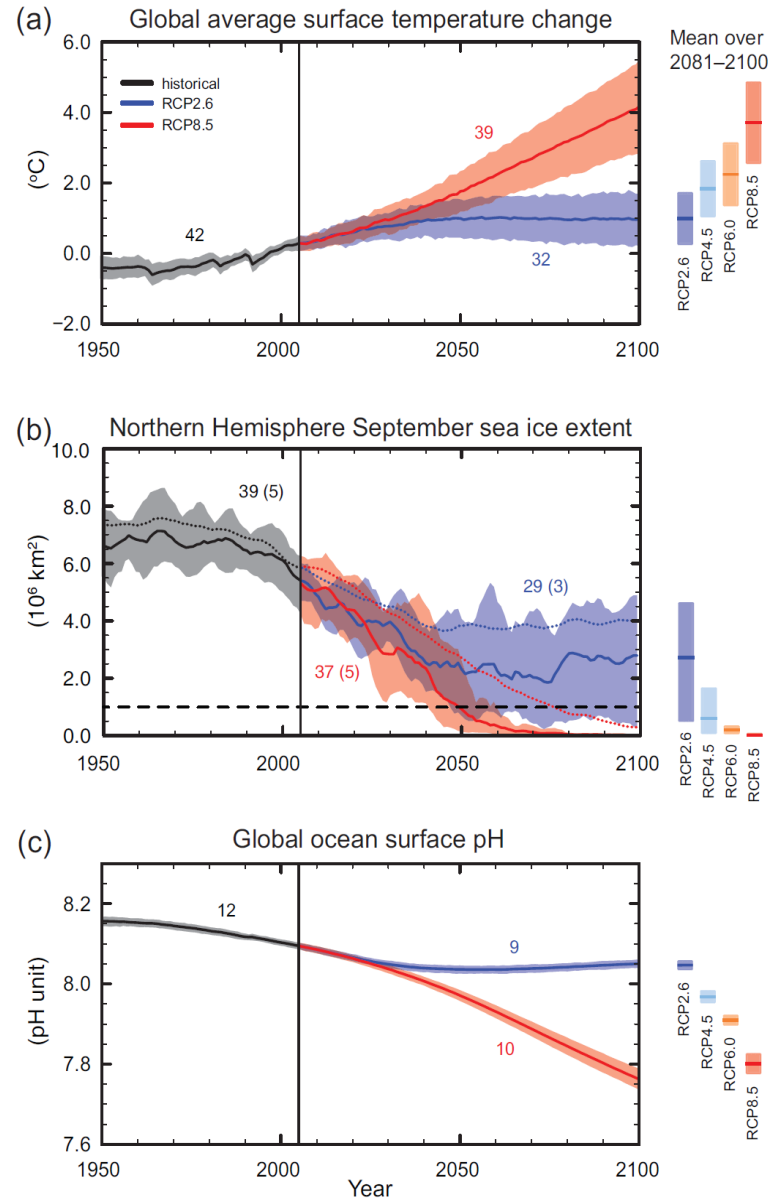 (a) Global average surface temperature change
Mean over
2081–2100
6.0
4.0
2.0
0.0
−2.0
(ºC)
historical
RCP2.6
RCP8.5
39
42
32
1950 2000 2050 2100
RCP2.6
RCP4.5
RCP6.0
RCP8.5
(b) Northern Hemisphere September sea ice extent
10.0
8.0
6.0
4.0
2.0
0.0
(10⁶ km²)
39 (5)
29 (3)
37 (5)
1950 2000 2050 2100
RCP2.6
RCP4.5
RCP6.0
RCP8.5
(c) Global ocean surface pH
8.2
8.0
7.8
7.6
(pH unit)
12
9
10
1950 2000 2050 2100
Year
RCP2.6
RCP4.5
RCP6.0
RCP8.5